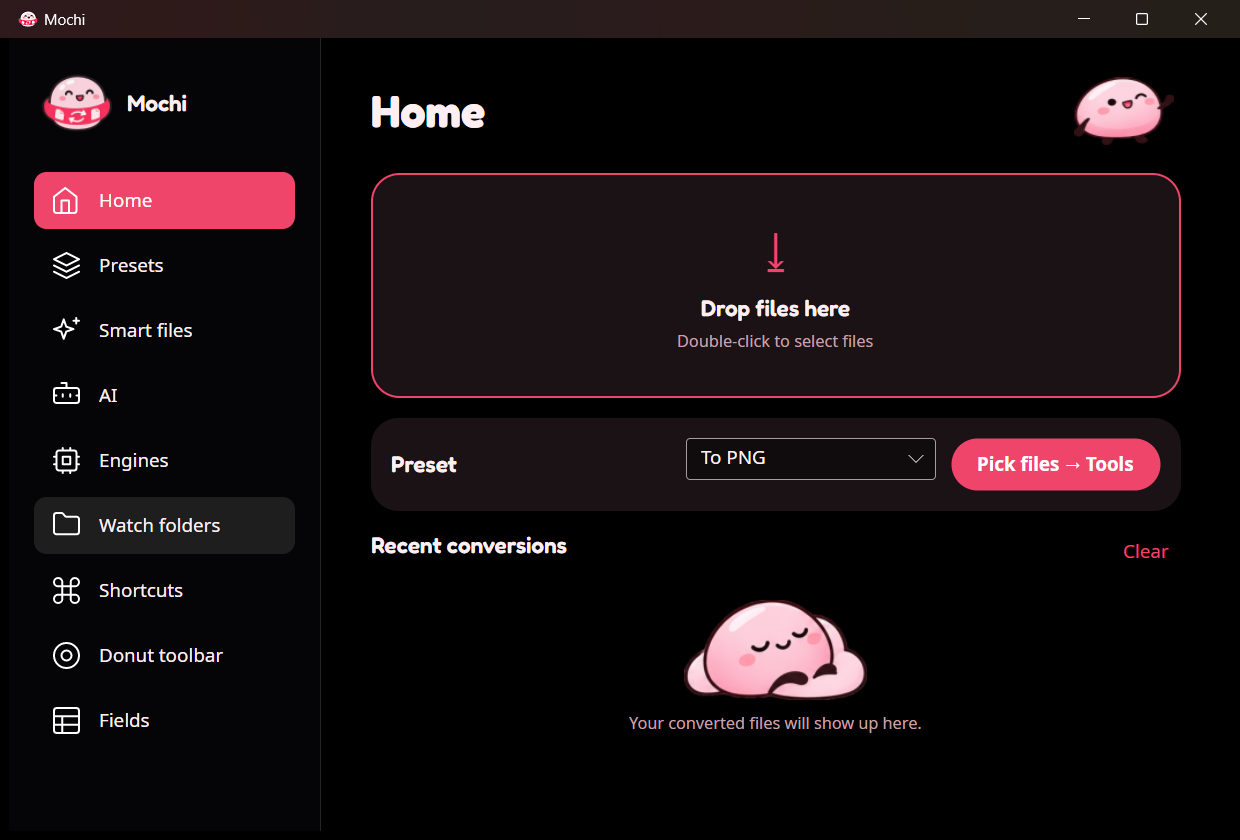 Mochi
Mochi
Home
Presets
Smart files
AI
Engines
Watch folders
Shortcuts
Donut toolbar
Fields
Home
Drop files here
Double-click to select files
Preset
To PNG
Pick files → Tools
Recent conversions
Clear
Your converted files will show up here.